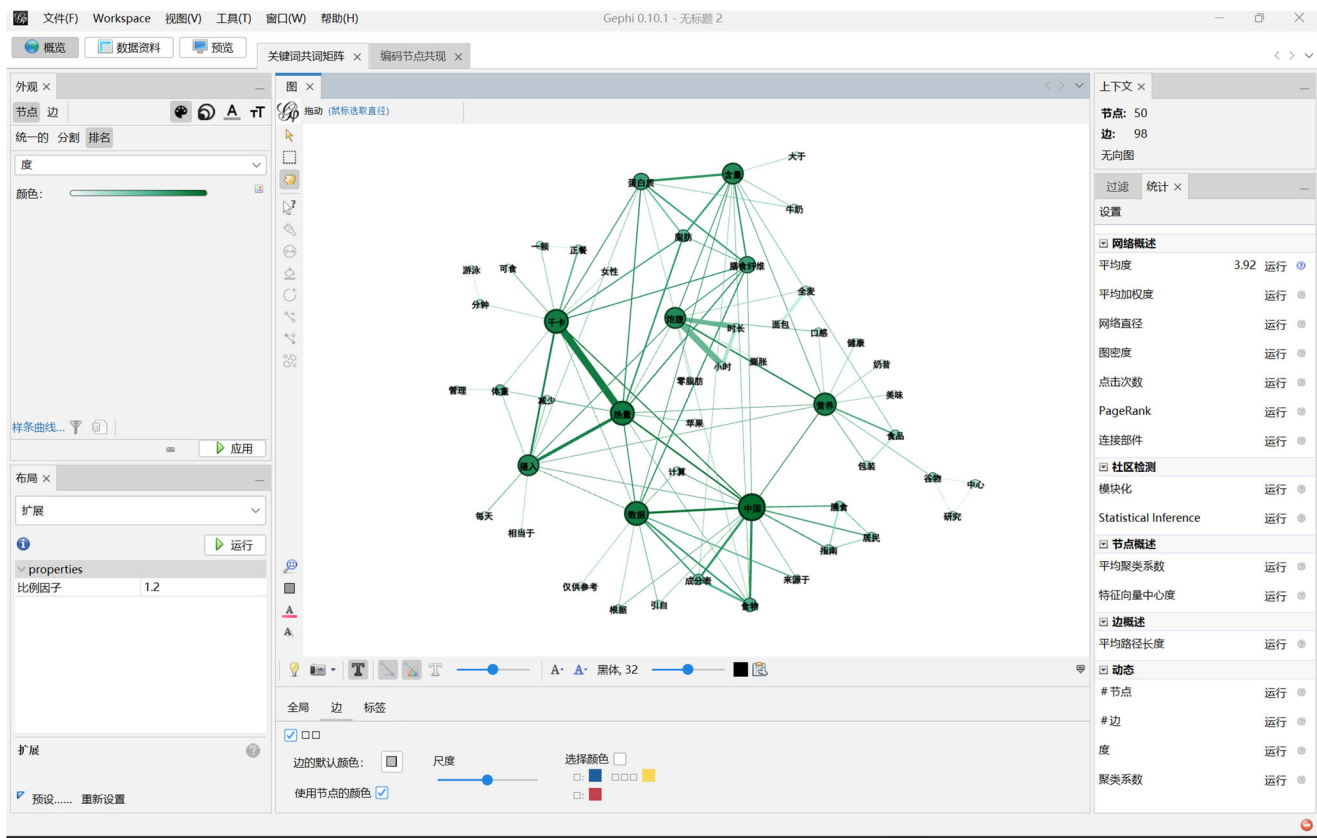 文件(F) Workspace 视图(V) 工具(T) 窗口(W) 帮助(H) Gephi 0.10.1 - 无标题 2
概览 数据资料 预览 关键词共词矩阵 编码节点共现
外观
节点 边
统一的 分割 排名
度
颜色：
样条曲线...
应用
布局
扩展
运行
properties
比例因子 1.2
扩展
预设...... 重新设置
图
拖动 (鼠标选取直径)
大于
含量
蛋白质
牛奶
脂肪
一顿
正餐
膳食纤维
游泳
可食
女性
全麦
分钟
千卡
饱腹
时长
面包
口感
健康
膨胀
小时
奶昔
零脂肪
管理
体重
减少
美味
营养
热量
苹果
食品
摄入
计算
包装
谷物
中心
每天
数据
中国
膳食
研究
相当于
居民
指南
仅供参考
成分表
来源于
根据
引自
食物
黑体, 32
全局 边 标签
边的默认颜色： 尺度 选择颜色
使用节点的颜色
上下文
节点: 50
边: 98
无向图
过滤 统计
设置
网络概述
平均度 3.92 运行
平均加权度 运行
网络直径 运行
图密度 运行
点击次数 运行
PageRank 运行
连接部件 运行
社区检测
模块化 运行
Statistical Inference 运行
节点概述
平均聚类系数 运行
特征向量中心度 运行
边概述
平均路径长度 运行
动态
#节点 运行
#边 运行
度 运行
聚类系数 运行